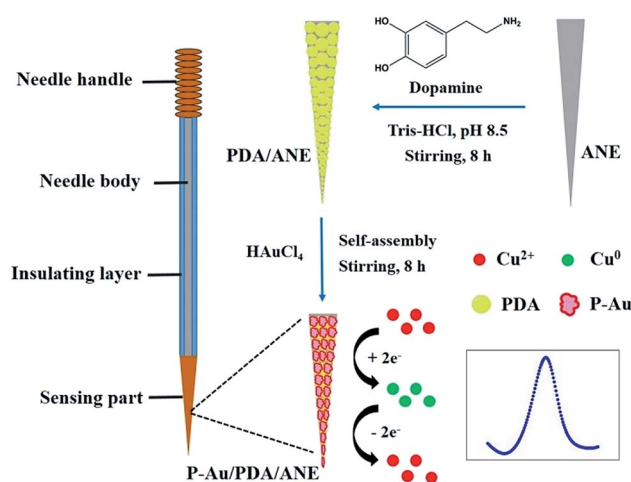 Needle handle
Needle body
Insulating layer
Sensing part
HO
HO
NH₂
Dopamine
Tris-HCl, pH 8.5
Stirring, 8 h
PDA/ANE
ANE
HAuCl₄
Self-assembly
Stirring, 8 h
Cu²⁺
Cu⁰
PDA
P-Au
+ 2e⁻
- 2e⁻
P-Au/PDA/ANE